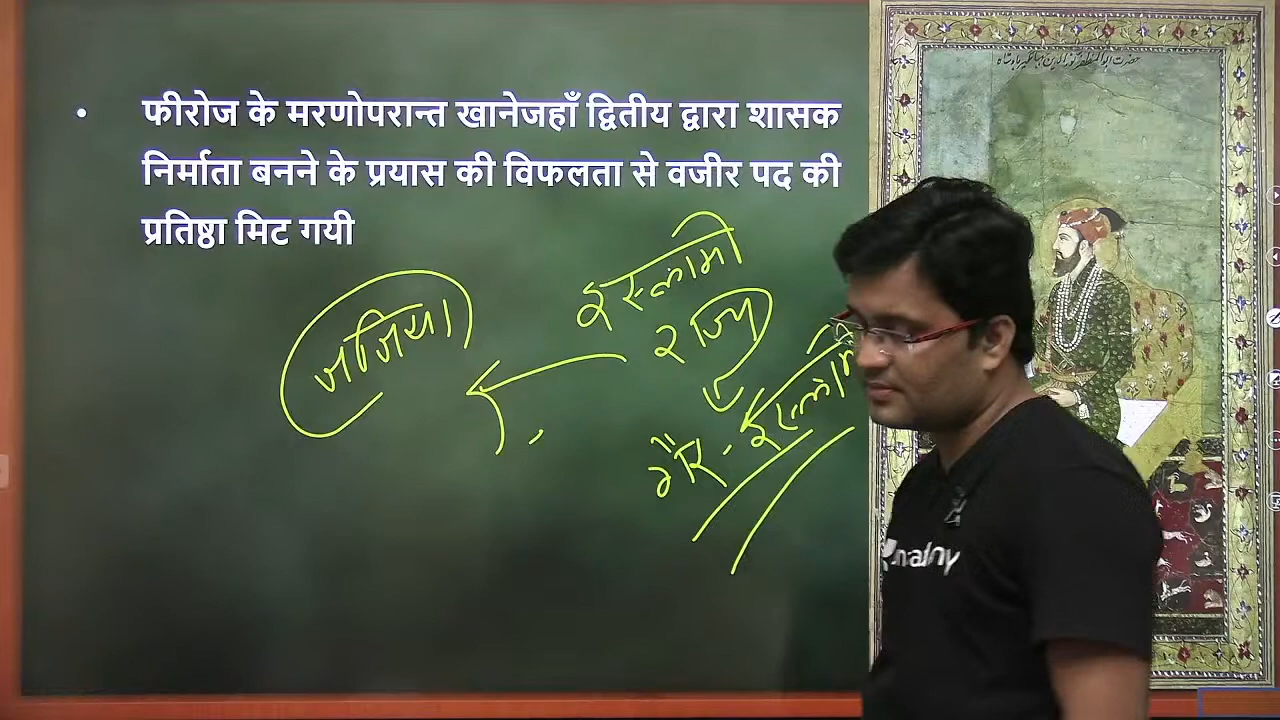 फीरोज के मरणोपरान्त खानेजहाँ द्वितीय द्वारा शासक
निर्माता बनने के प्रयास की विफलता से वजीर पद की
प्रतिष्ठा मिट गयी
इस्लामी
राज्य
जजिया
गैर-इस्लामी